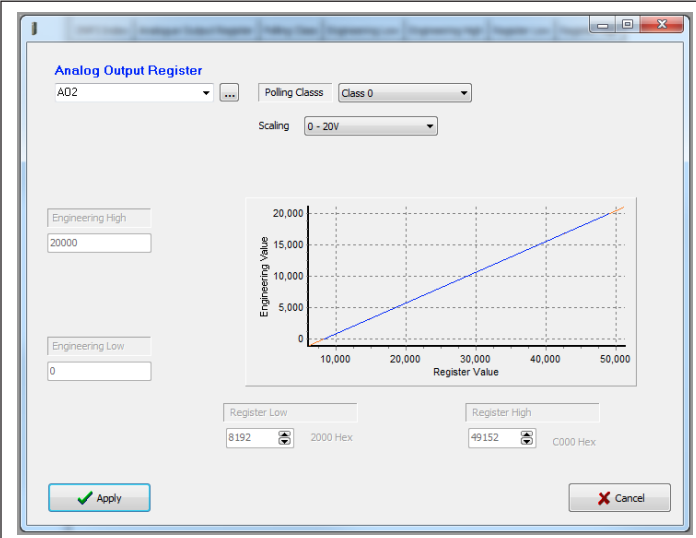 Analog Output Register
AO2
...
Polling Classs
Class 0
Scaling
0 - 20V
Engineering High
20000
Engineering Low
0
Engineering Value
20,000
15,000
10,000
5,000
0
10,000 20,000 30,000 40,000 50,000
Register Value
Register Low
8192
2000 Hex
Register High
49152
C000 Hex
Apply
Cancel